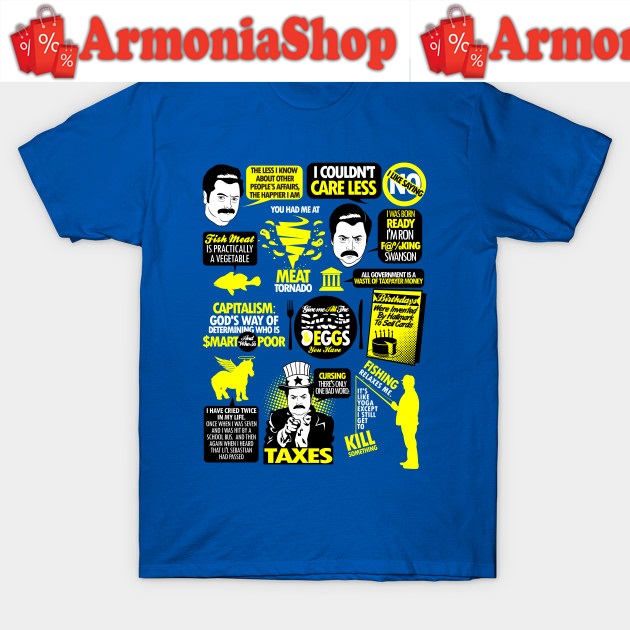 ArmoniaShop
Armon
THE LESS I KNOW
ABOUT OTHER
PEOPLE'S AFFAIRS,
THE HAPPIER I AM
I COULDN'T
CARE LESS
I LIKE SAYING
NO
YOU HAD ME AT
MEAT
TORNADO
I WAS BORN
READY
I'M RON
F@%KING
SWANSON
Fish Meat
IS PRACTICALLY
A VEGETABLE
ALL GOVERNMENT IS A
WASTE OF TAXPAYER MONEY
CAPITALISM:
GOD'S WAY OF
DETERMINING WHO IS
$MART And Who Is POOR
Give me All The
BACON
& EGGS
You Have
Birthdays
Were Invented
By Hallmark
To Sell Cards
I HAVE CRIED TWICE
IN MY LIFE.
ONCE WHEN I WAS SEVEN
AND I WAS HIT BY A
SCHOOL BUS. AND THEN
AGAIN WHEN I HEARD
THAT LI'L SEBASTIAN
HAD PASSED
CURSING
THERE'S ONLY
ONE BAD WORD:
TAXES
FISHING
RELAXES ME.
IT'S
LIKE
YOGA
EXCEPT
I STILL
GET
TO
KILL
SOMETHING